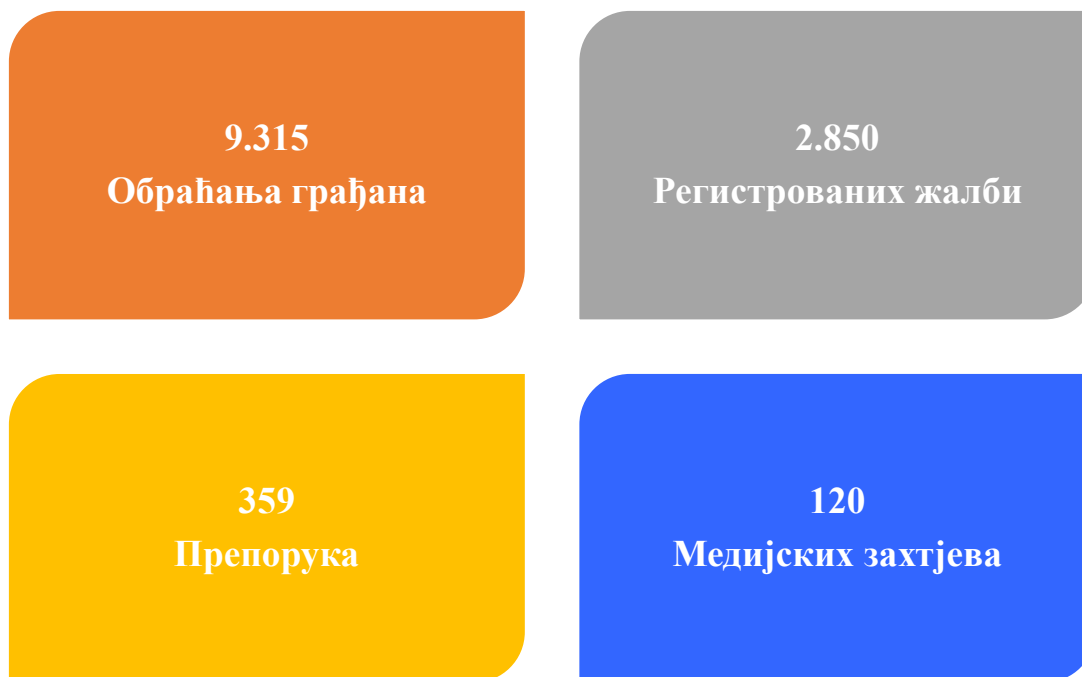 9.315
Обраћања грађана
2.850
Регистрованих жалби
359
Препорука
120
Медијских захтјева